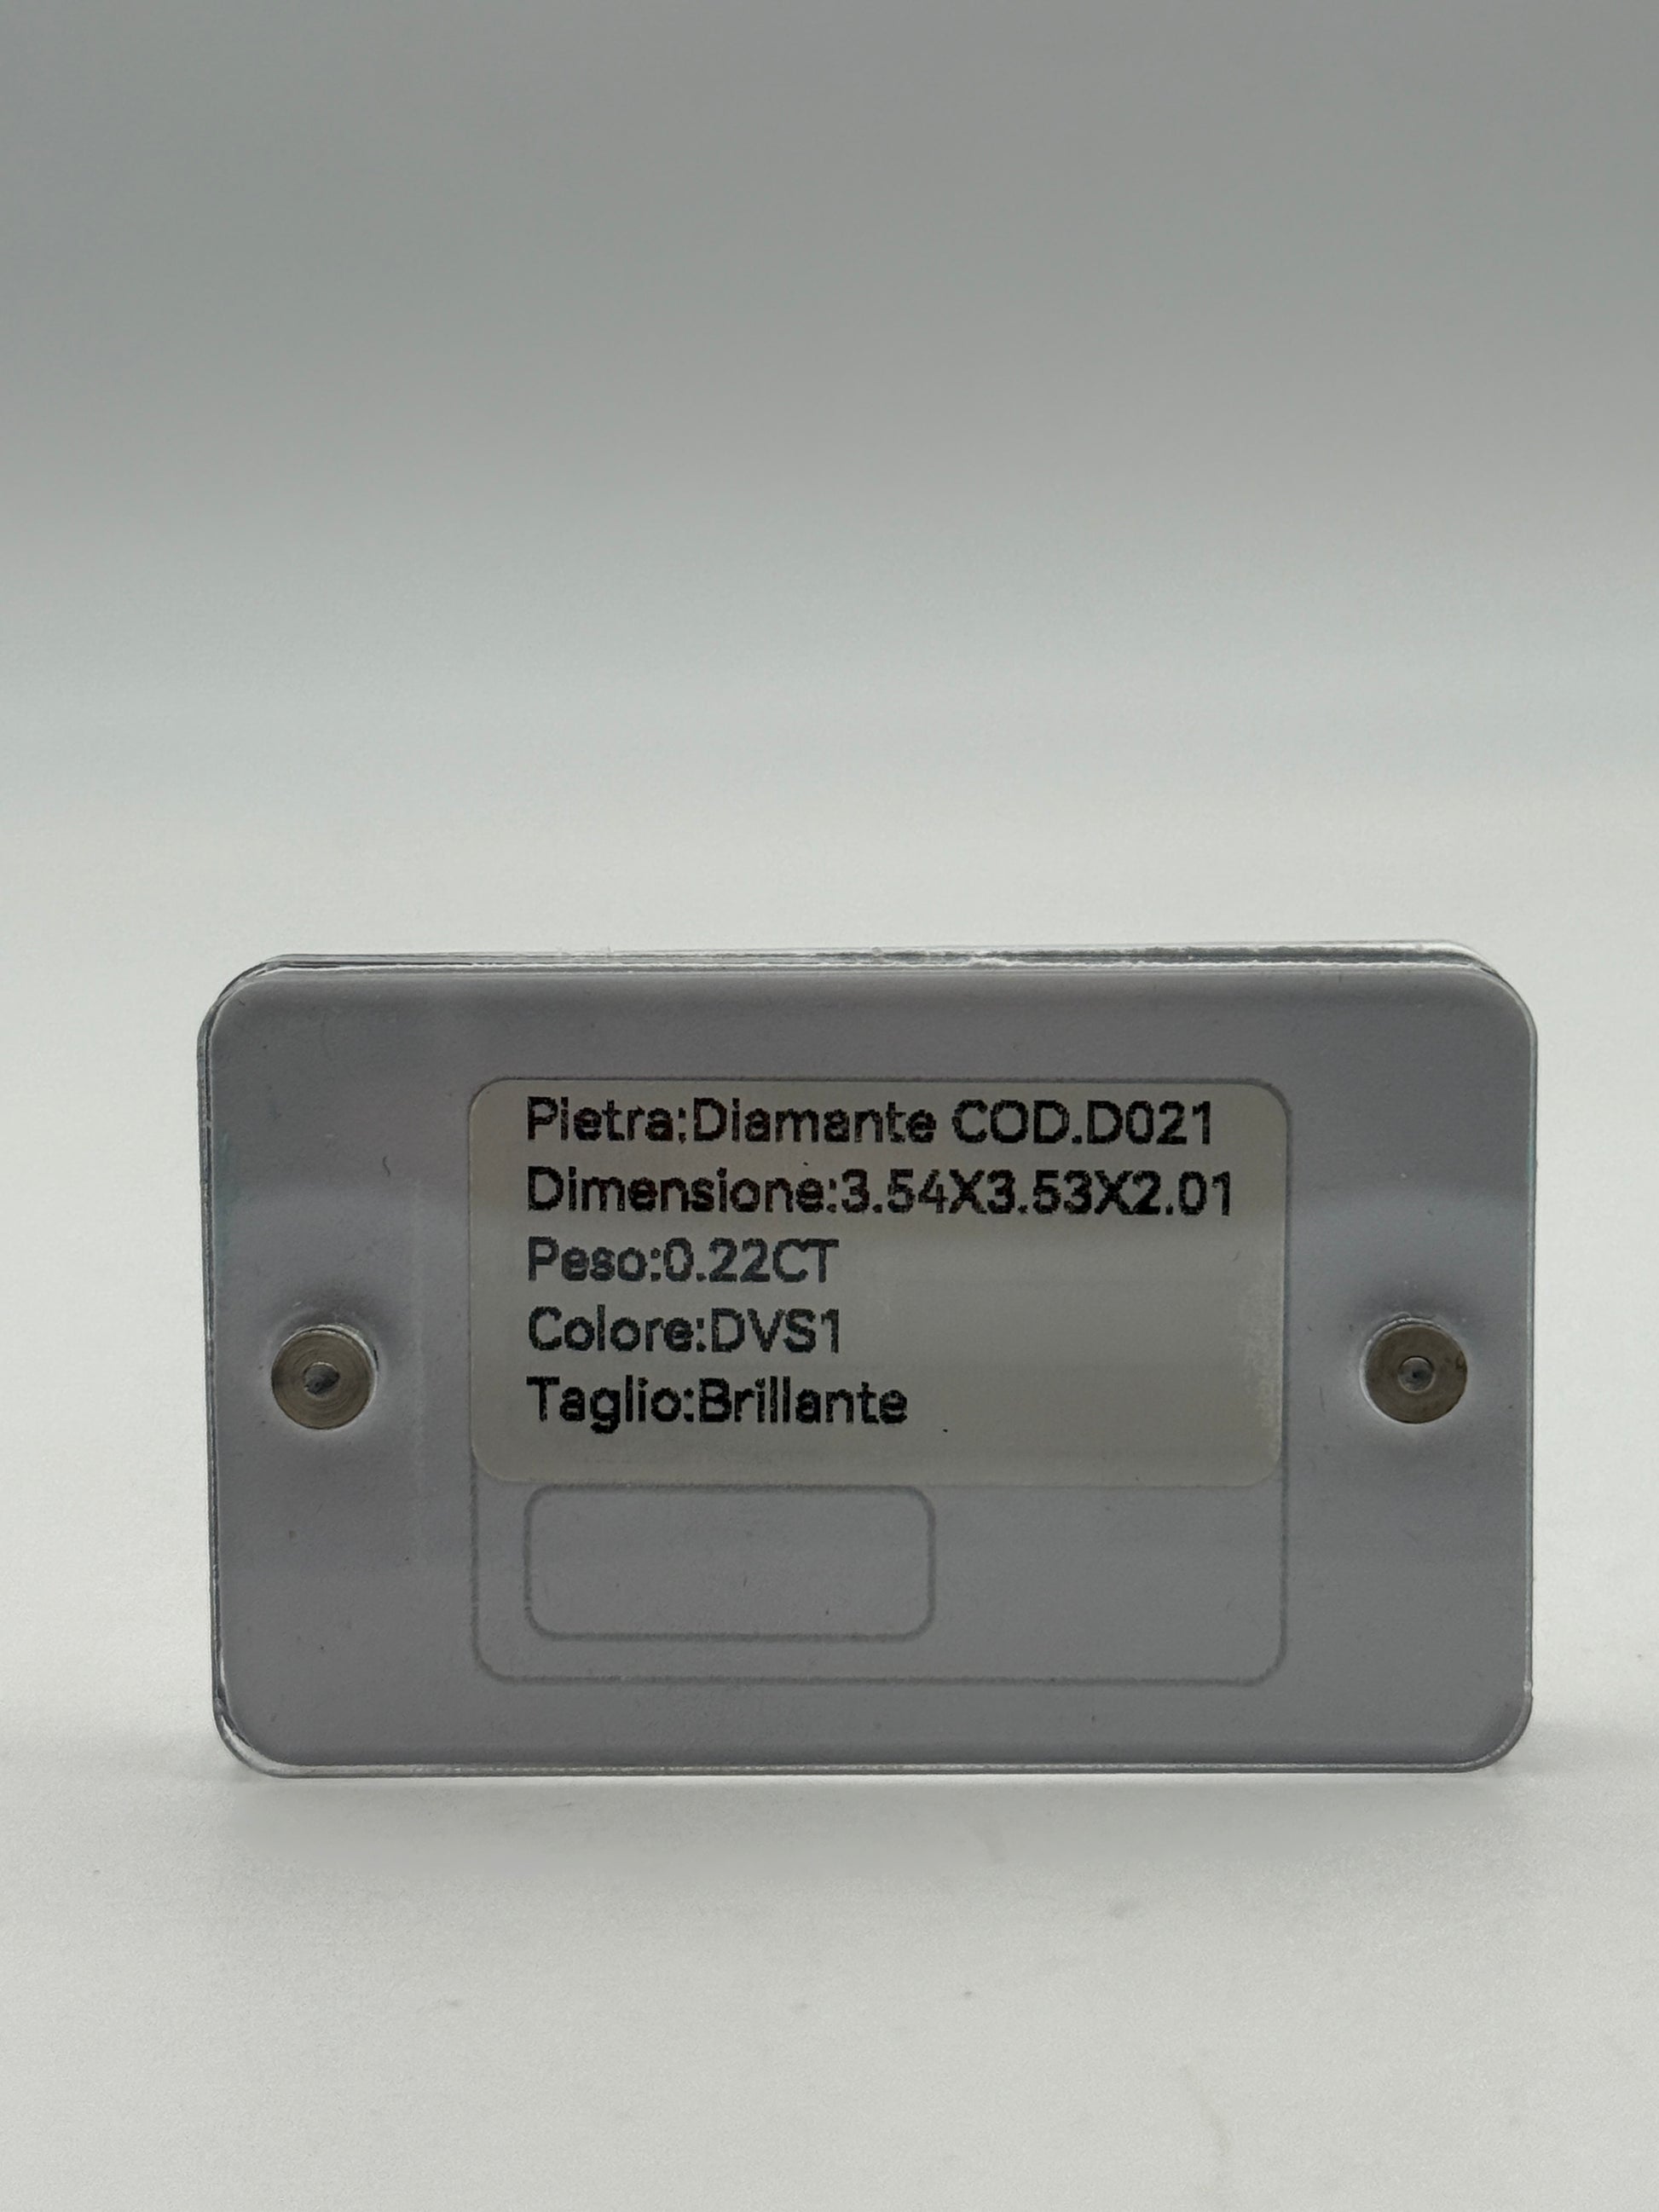 Pietra:Diamante COD.D021
Dimensione:3.54X3.53X2.01
Peso:0.22CT
Colore:DVS1
Taglio:Brillante